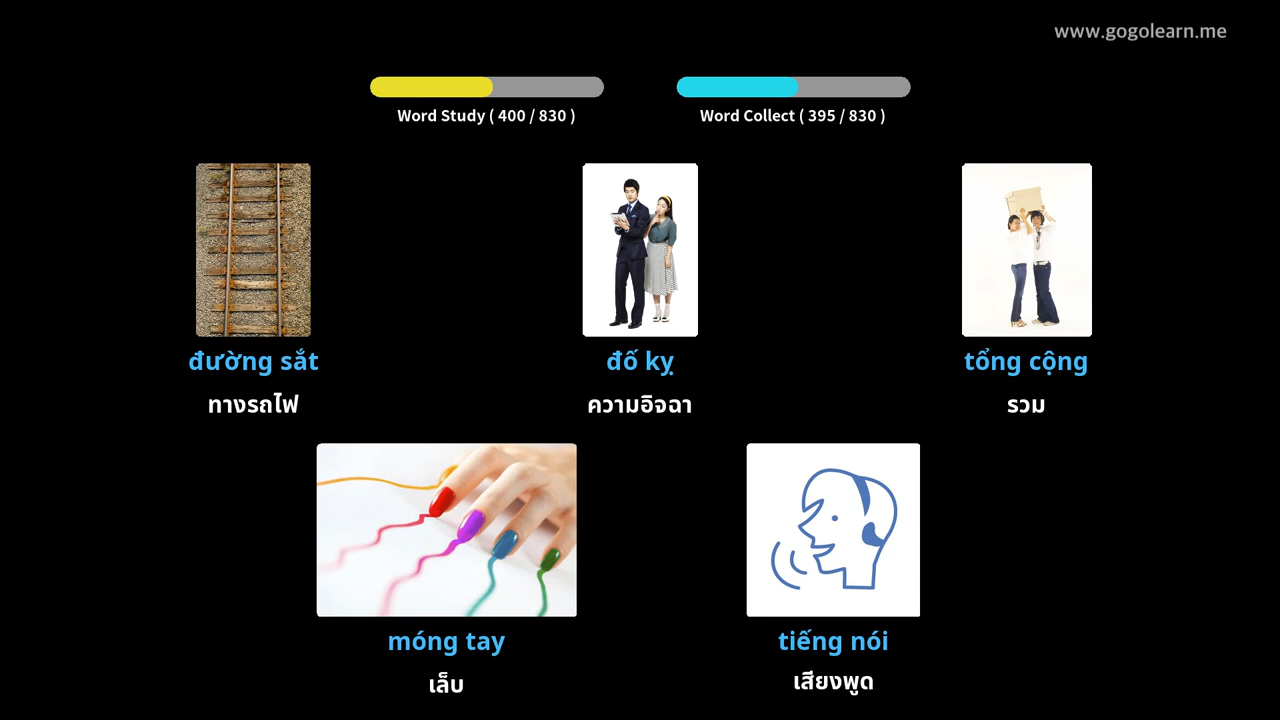 www.gogolearn.me
Word Study ( 400 / 830 )
Word Collect ( 395 / 830 )
đường sắt
ทางรถไฟ
đố kỵ
ความอิจฉา
tổng cộng
รวม
móng tay
เล็บ
tiếng nói
เสียงพูด